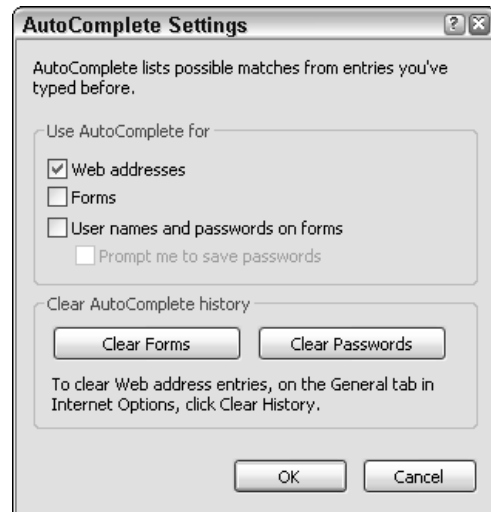 AutoComplete Settings
AutoComplete lists possible matches from entries you've
typed before.
Use AutoComplete for
Web addresses
Forms
User names and passwords on forms
Prompt me to save passwords
Clear AutoComplete history
Clear Forms Clear Passwords
To clear Web address entries, on the General tab in
Internet Options, click Clear History.
OK Cancel